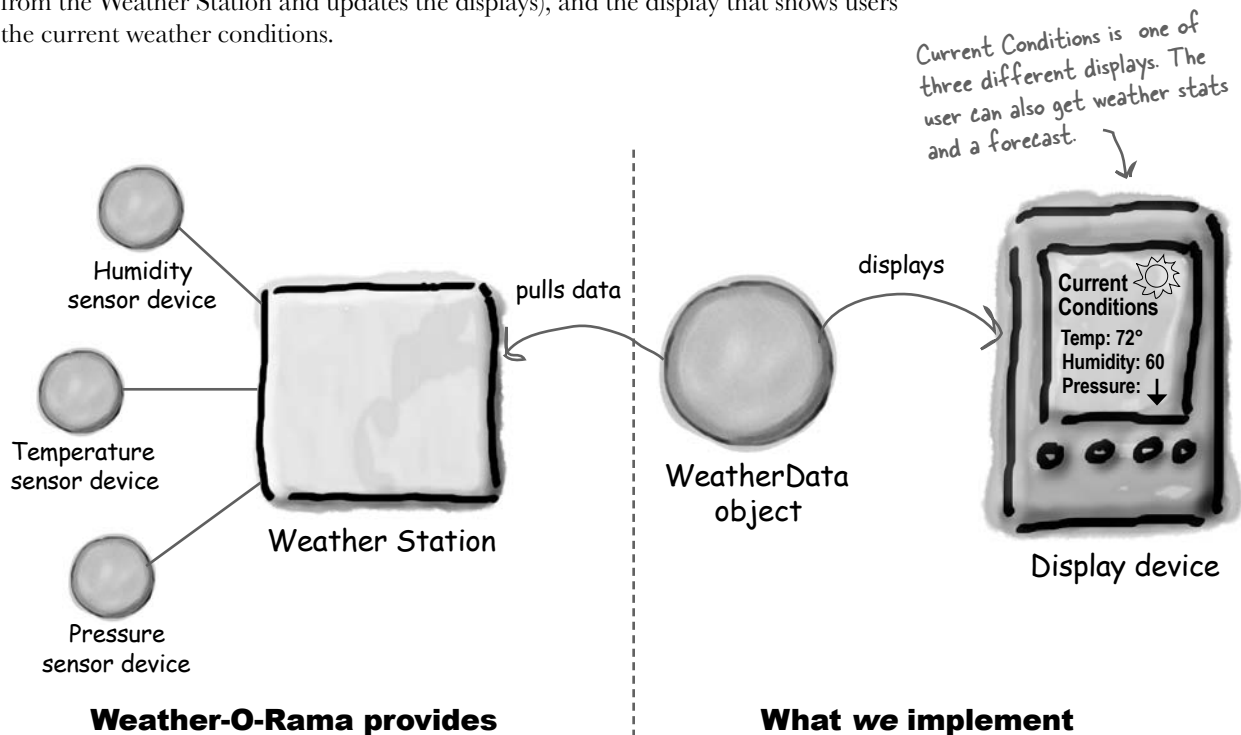 from the Weather Station and updates the displays), and the display that shows users
the current weather conditions.
Current Conditions is one of
three different displays. The
user can also get weather stats
and a forecast.
Humidity
sensor device
Temperature
sensor device
Pressure
sensor device
Weather Station
pulls data
WeatherData
object
displays
Current
Conditions
Temp: 72°
Humidity: 60
Pressure:
Display device
Weather-O-Rama provides
What we implement